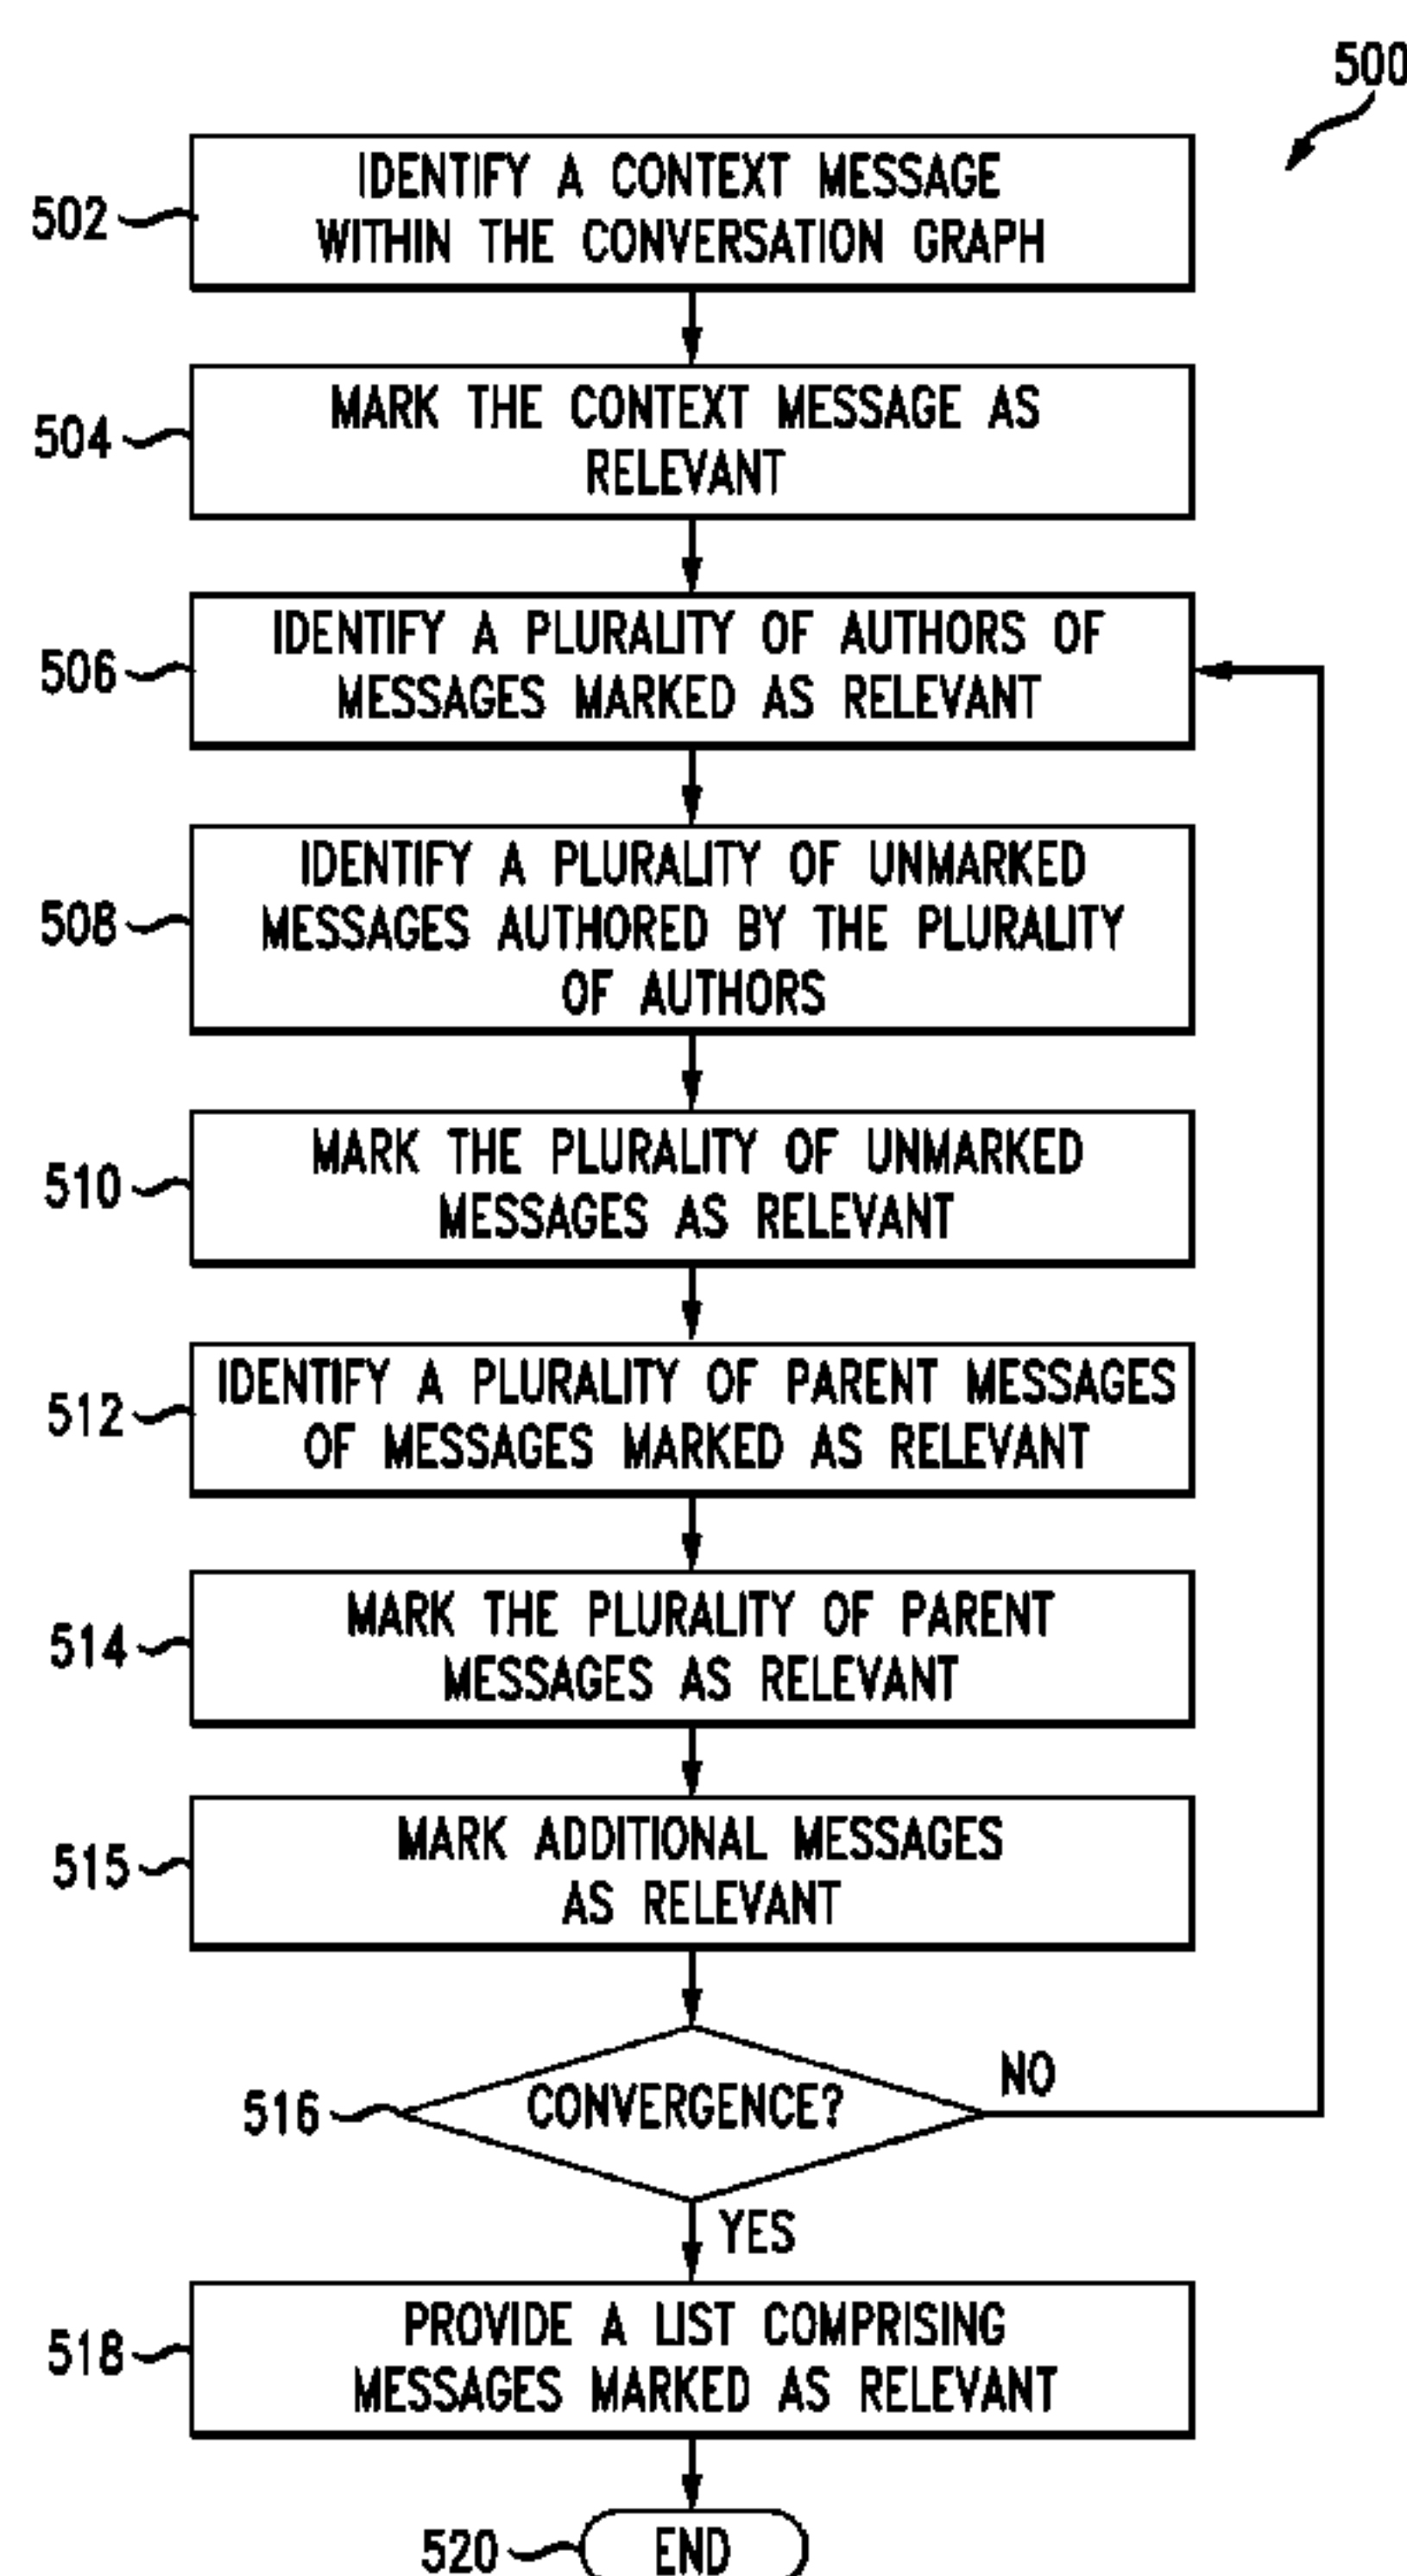 500
502
IDENTIFY A CONTEXT MESSAGE
WITHIN THE CONVERSATION GRAPH
504
MARK THE CONTEXT MESSAGE AS
RELEVANT
506
IDENTIFY A PLURALITY OF AUTHORS OF
MESSAGES MARKED AS RELEVANT
508
IDENTIFY A PLURALITY OF UNMARKED
MESSAGES AUTHORED BY THE PLURALITY
OF AUTHORS
510
MARK THE PLURALITY OF UNMARKED
MESSAGES AS RELEVANT
512
IDENTIFY A PLURALITY OF PARENT MESSAGES
OF MESSAGES MARKED AS RELEVANT
514
MARK THE PLURALITY OF PARENT
MESSAGES AS RELEVANT
515
MARK ADDITIONAL MESSAGES
AS RELEVANT
516
CONVERGENCE?
NO
YES
518
PROVIDE A LIST COMPRISING
MESSAGES MARKED AS RELEVANT
520
END